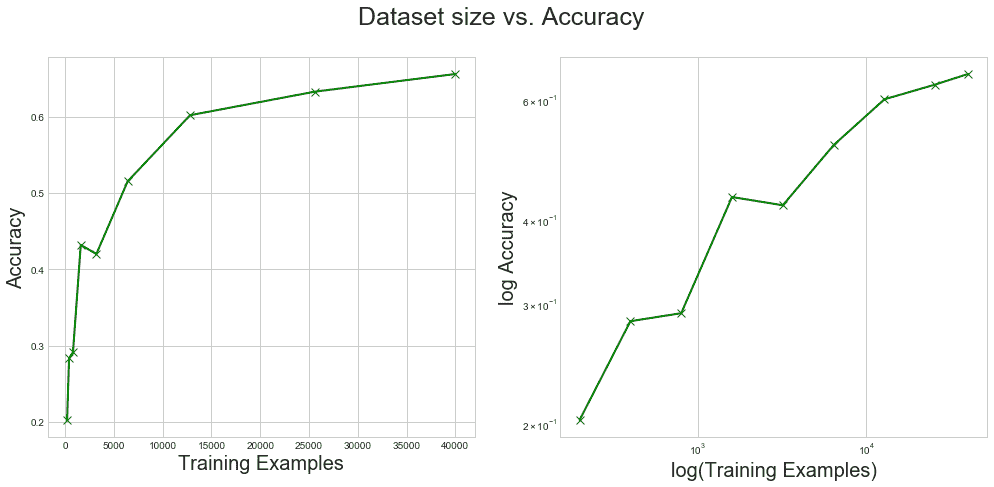 Dataset size vs. Accuracy
Accuracy
0.6
0.5
0.4
0.3
0.2
0 5000 10000 15000 20000 25000 30000 35000 40000
Training Examples
log Accuracy
6 × 10⁻¹
4 × 10⁻¹
3 × 10⁻¹
2 × 10⁻¹
10³ 10⁴
log(Training Examples)